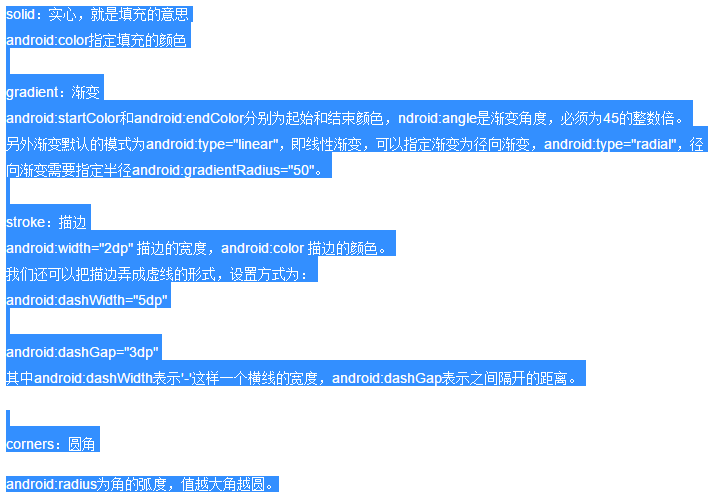 solid：实心，就是填充的意思
android:color指定填充的颜色
gradient：渐变
android:startColor和android:endColor分别为起始和结束颜色，ndroid:angle是渐变角度，必须为45的整数倍。
另外渐变默认的模式为android:type="linear"，即线性渐变，可以指定渐变为径向渐变，android:type="radial"，径
向渐变需要指定半径android:gradientRadius="50"。
stroke：描边
android:width="2dp" 描边的宽度，android:color 描边的颜色。
我们还可以把描边弄成虚线的形式，设置方式为：
android:dashWidth="5dp"
android:dashGap="3dp"
其中android:dashWidth表示'-'这样一个横线的宽度，android:dashGap表示之间隔开的距离。
corners：圆角
android:radius为角的弧度，值越大角越圆。